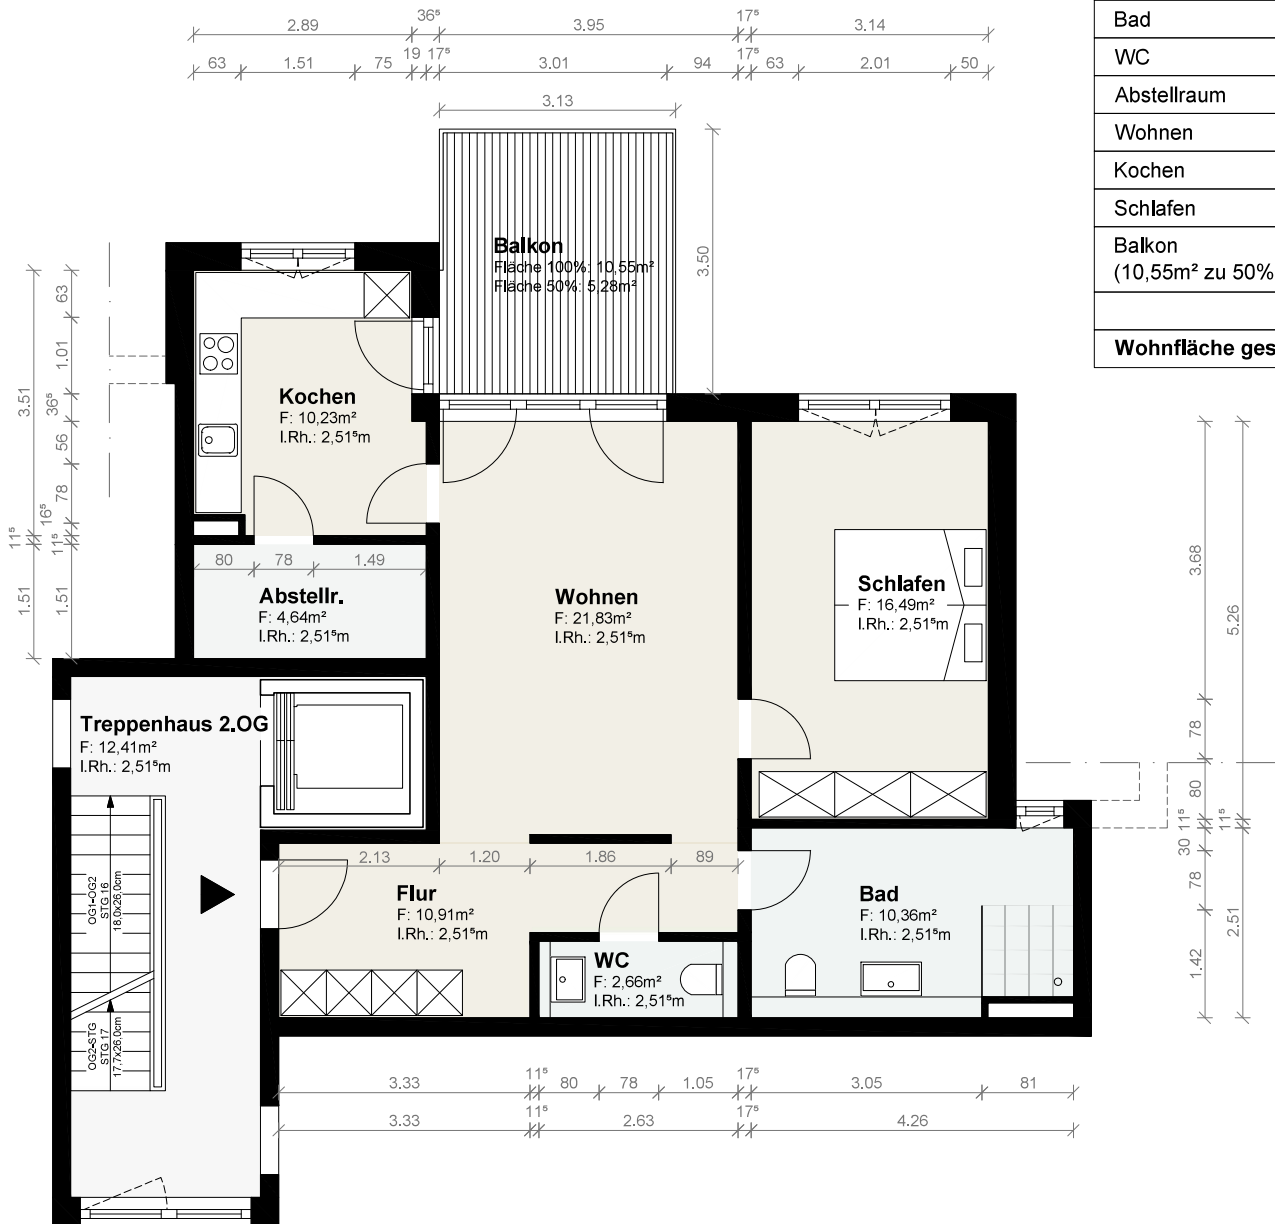 2.89
36⁵
3.95
17⁵
3.14
63
1.51
75
19
17⁵
3.01
94
17⁵
63
2.01
50
3.13
3.50
Bad
WC
Abstellraum
Wohnen
Kochen
Schlafen
Balkon
(10,55m² zu 50%
Wohnfläche ges
Balkon
Fläche 100%: 10,55m²
Fläche 50%: 5,28m²
3.51
11⁵
1.51
63
1.01
36⁵
56
78
16⁵
11⁵
1.51
Kochen
F: 10,23m²
l.Rh.: 2,51⁵m
80
78
1.49
Abstellr.
F: 4,64m²
l.Rh.: 2,51⁵m
Wohnen
F: 21,83m²
l.Rh.: 2,51⁵m
Schlafen
F: 16,49m²
l.Rh.: 2,51⁵m
3.68
78
80
11⁵
30
78
1.42
5.26
11⁵
2.51
Treppenhaus 2.OG
F: 12,41m²
l.Rh.: 2,51⁵m
OG1-OG2
STG 16
18,0x26,0cm
OG2-STG
STG 17
17,7x26,0cm
2.13
1.20
1.86
89
Flur
F: 10,91m²
l.Rh.: 2,51⁵m
WC
F: 2,66m²
l.Rh.: 2,51⁵m
Bad
F: 10,36m²
l.Rh.: 2,51⁵m
3.33
11⁵
80
78
1.05
17⁵
3.05
81
3.33
11⁵
2.63
17⁵
4.26